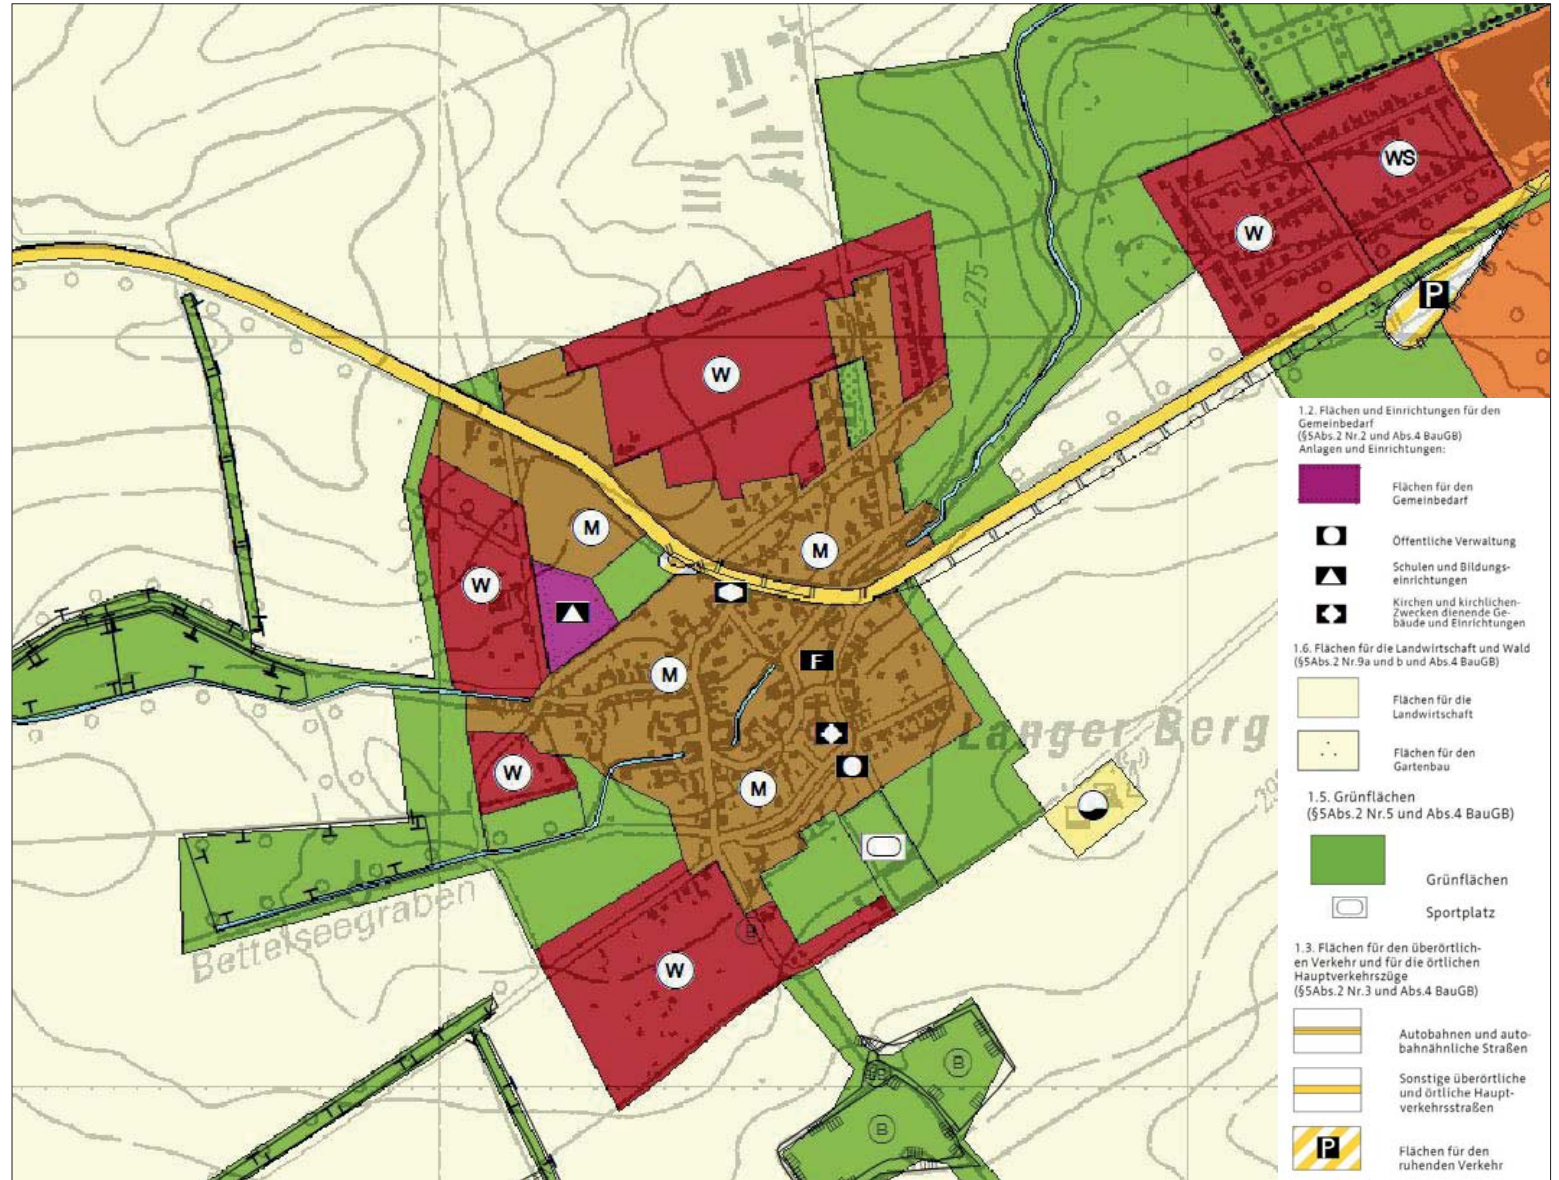 WS
W
P
275
W
M
M
W
F
M
Langer Berg
W
M
Bettelseegraben
B
W
B
B
1.2. Flächen und Einrichtungen für den
Gemeinbedarf
(§5Abs.2 Nr.2 und Abs.4 BauGB)
Anlagen und Einrichtungen:
Flächen für den
Gemeinbedarf
Öffentliche Verwaltung
Schulen und Bildungs-
einrichtungen
Kirchen und kirchlichen-
Zwecken dienende Ge-
bäude und Einrichtungen
1.6. Flächen für die Landwirtschaft und Wald
(§5Abs.2 Nr.9a und b und Abs.4 BauGB)
Flächen für die
Landwirtschaft
Flächen für den
Gartenbau
1.5. Grünflächen
(§5Abs.2 Nr.5 und Abs.4 BauGB)
Grünflächen
Sportplatz
1.3. Flächen für den überörtlich-
en Verkehr und für die örtlichen
Hauptverkehrszüge
(§5Abs.2 Nr.3 und Abs.4 BauGB)
Autobahnen und auto-
bahnähnliche Straßen
Sonstige überörtliche
und örtliche Haupt-
verkehrsstraßen
P
Flächen für den
ruhenden Verkehr